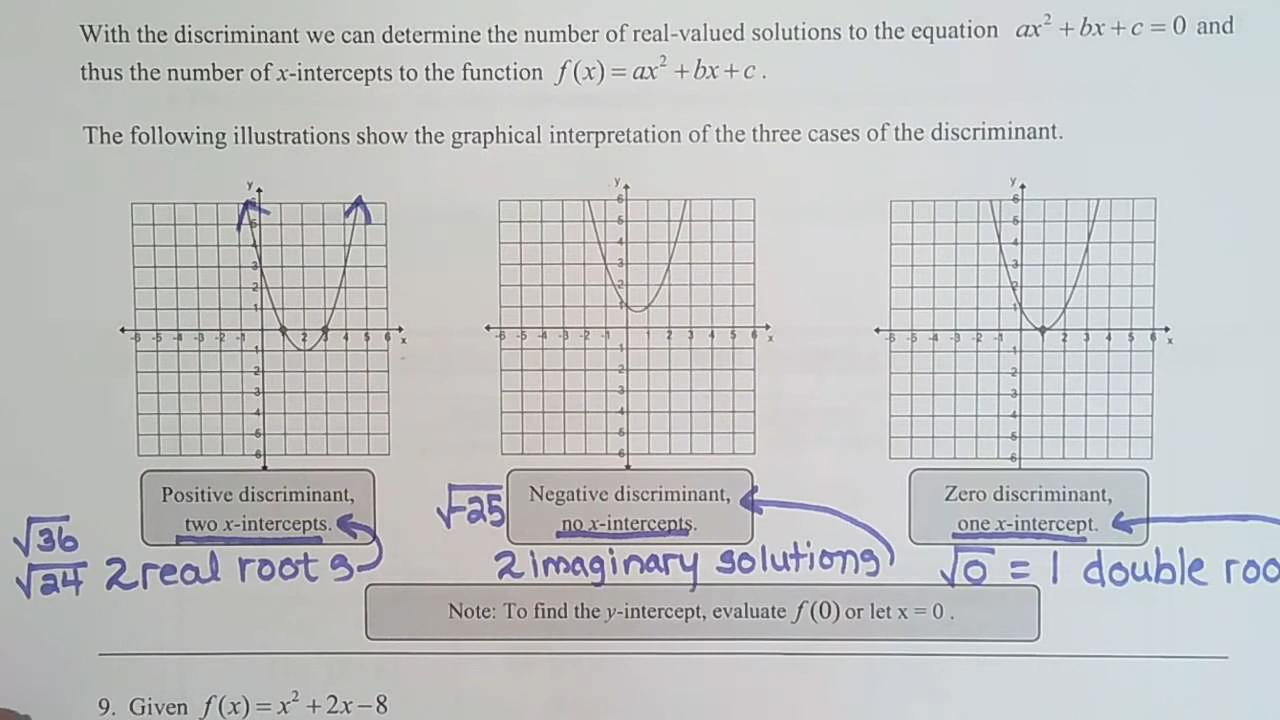 With the discriminant we can determine the number of real-valued solutions to the equation ax² + bx + c = 0 and
thus the number of x-intercepts to the function f(x) = ax² + bx + c.
The following illustrations show the graphical interpretation of the three cases of the discriminant.
y
y
y
x
x
x
Positive discriminant,
two x-intercepts.
√36
√24 2 real roots
√-25
Negative discriminant,
no x-intercepts.
2 imaginary solutions
Zero discriminant,
one x-intercept.
√0 = 1 double roo
Note: To find the y-intercept, evaluate f(0) or let x = 0.
9. Given f(x) = x² + 2x − 8